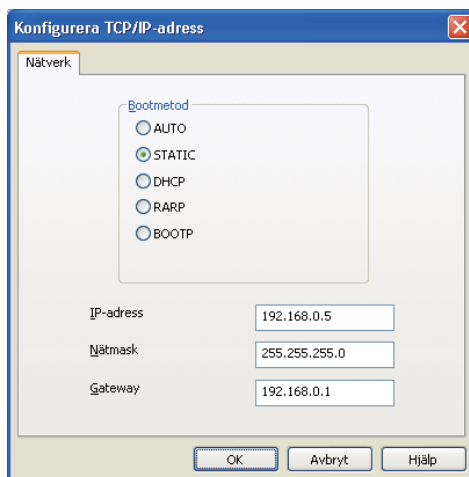 Konfigurera TCP/IP-adress
Nätverk
Bootmetod
AUTO
STATIC
DHCP
RARP
BOOTP
IP-adress 192.168.0.5
Nätmask 255.255.255.0
Gateway 192.168.0.1
OK Avbryt Hjälp